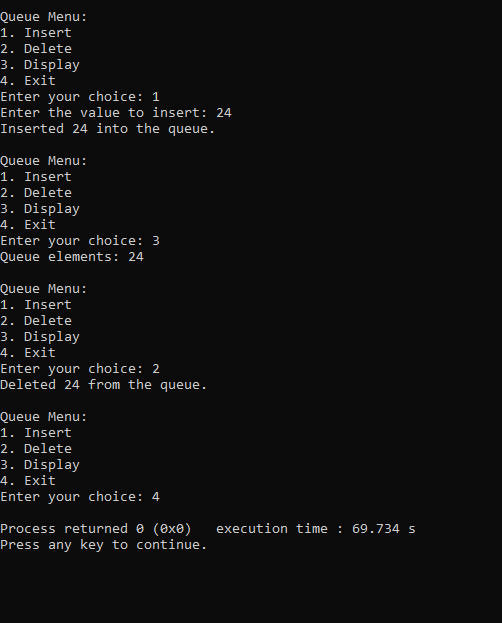 Queue Menu:
1. Insert
2. Delete
3. Display
4. Exit
Enter your choice: 1
Enter the value to insert: 24
Inserted 24 into the queue.

Queue Menu:
1. Insert
2. Delete
3. Display
4. Exit
Enter your choice: 3
Queue elements: 24

Queue Menu:
1. Insert
2. Delete
3. Display
4. Exit
Enter your choice: 2
Deleted 24 from the queue.

Queue Menu:
1. Insert
2. Delete
3. Display
4. Exit
Enter your choice: 4

Process returned 0 (0x0)   execution time : 69.734 s
Press any key to continue.